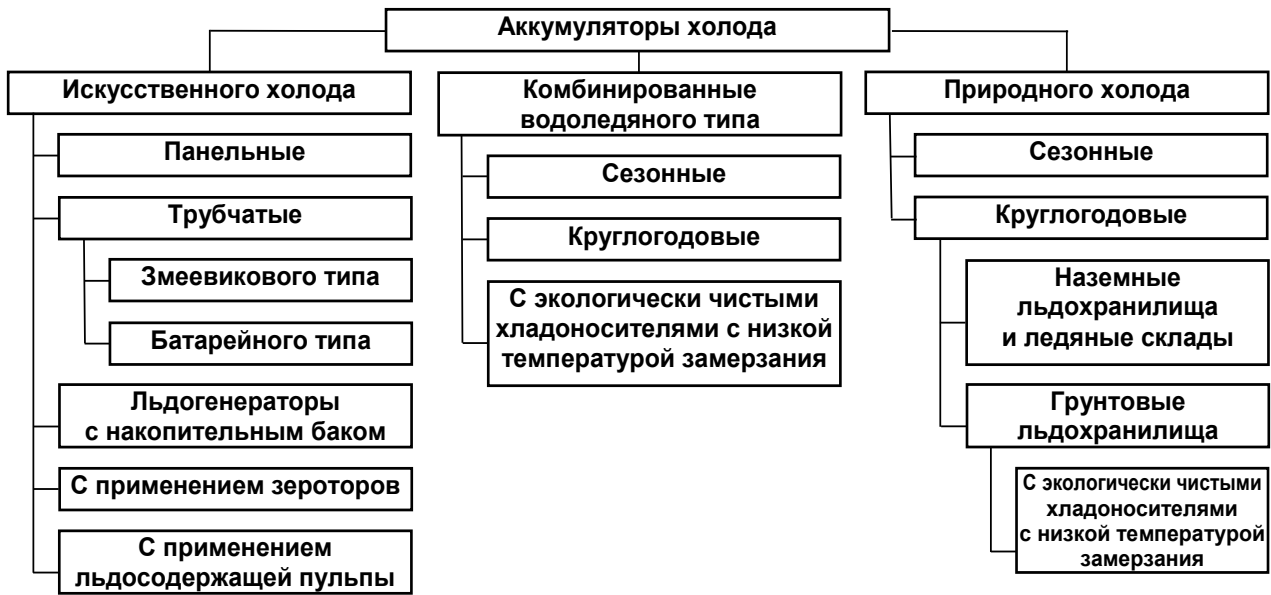 Аккумуляторы холода
Искусственного холода
Панельные
Трубчатые
Змеевикового типа
Батарейного типа
Льдогенераторы
с накопительным баком
С применением зероторов
С применением
льдосодержащей пульпы
Комбинированные
водоледяного типа
Сезонные
Круглогодовые
С экологически чистыми
хладоносителями с низкой
температурой замерзания
Природного холода
Сезонные
Круглогодовые
Наземные
льдохранилища
и ледяные склады
Грунтовые
льдохранилища
С экологически чистыми
хладоносителями
с низкой температурой
замерзания